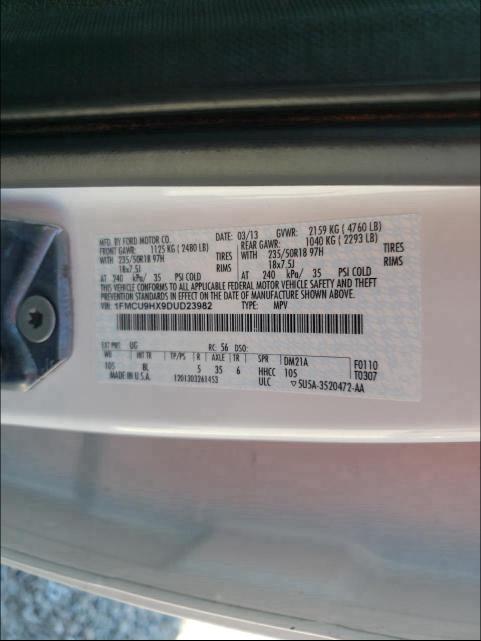 MFD. BY FORD MOTOR CO.
DATE: 03/13 GVWR: 2159 KG ( 4760 LB)
FRONT GAWR: 1125 KG ( 2480 LB) REAR GAWR: 1040 KG ( 2293 LB)
WITH 235/50R18 97H TIRES WITH 235/50R18 97H TIRES
18x7.5J RIMS 18x7.5J RIMS
AT 240 kPa/ 35 PSI COLD AT 240 kPa/ 35 PSI COLD
THIS VEHICLE CONFORMS TO ALL APPLICABLE FEDERAL MOTOR VEHICLE SAFETY AND THEFT
PREVENTION STANDARDS IN EFFECT ON THE DATE OF MANUFACTURE SHOWN ABOVE.
VIN: 1FMCU9HX9DUD23982 TYPE: MPV
EXT PNT: UG RC: 56 DSO:
WB INT TR TP/PS R AXLE TR SPR DM21A F0110
105 8L 5 35 6 HHCC 105 T0307
MADE IN U.S.A. 1201303261453 ULC ▽5U5A-3520472-AA